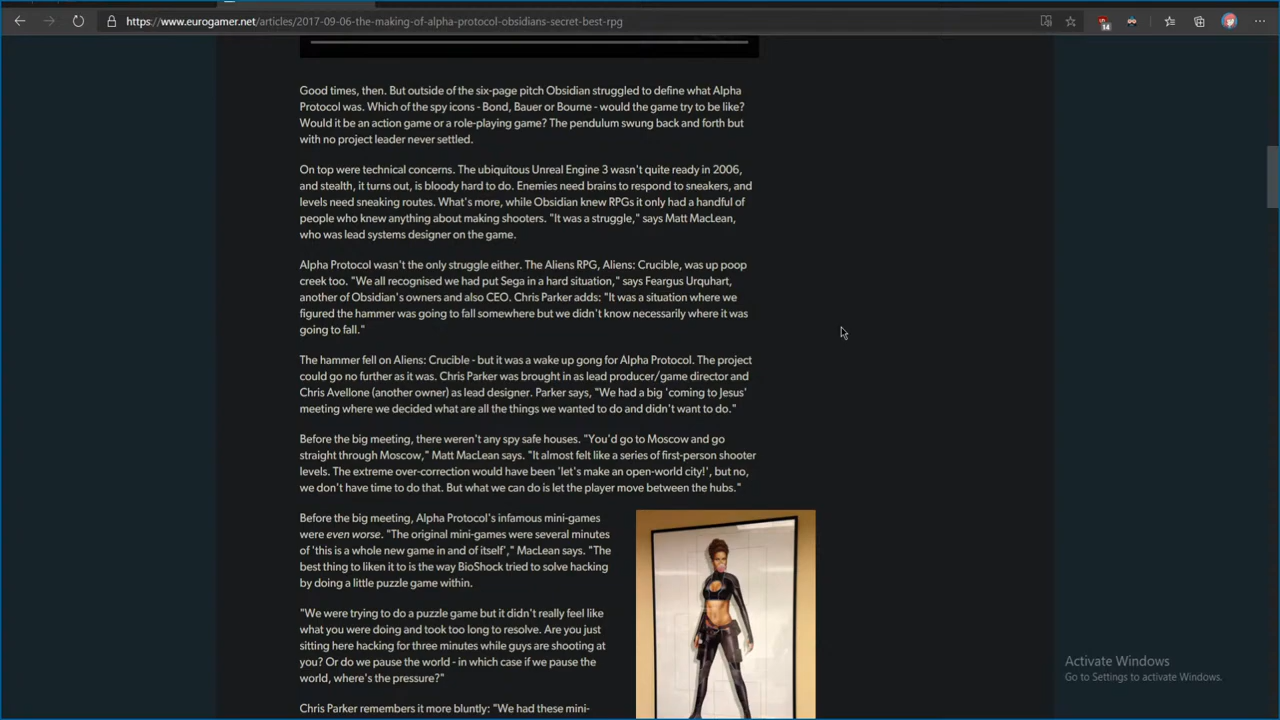 https://www.eurogamer.net/articles/2017-09-06-the-making-of-alpha-protocol-obsidians-secret-best-rpg
14
Good times, then. But outside of the six-page pitch Obsidian struggled to define what Alpha
Protocol was. Which of the spy icons - Bond, Bauer or Bourne - would the game try to be like?
Would it be an action game or a role-playing game? The pendulum swung back and forth but
with no project leader never settled.
On top were technical concerns. The ubiquitous Unreal Engine 3 wasn't quite ready in 2006,
and stealth, it turns out, is bloody hard to do. Enemies need brains to respond to sneakers, and
levels need sneaking routes. What's more, while Obsidian knew RPGs it only had a handful of
people who knew anything about making shooters. "It was a struggle," says Matt MacLean,
who was lead systems designer on the game.
Alpha Protocol wasn't the only struggle either. The Aliens RPG, Aliens: Crucible, was up poop
creek too. "We all recognised we had put Sega in a hard situation," says Feargus Urquhart,
another of Obsidian's owners and also CEO. Chris Parker adds: "It was a situation where we
figured the hammer was going to fall somewhere but we didn't know necessarily where it was
going to fall."
The hammer fell on Aliens: Crucible - but it was a wake up gong for Alpha Protocol. The project
could go no further as it was. Chris Parker was brought in as lead producer/game director and
Chris Avellone (another owner) as lead designer. Parker says, "We had a big 'coming to Jesus'
meeting where we decided what are all the things we wanted to do and didn't want to do."
Before the big meeting, there weren't any spy safe houses. "You'd go to Moscow and go
straight through Moscow," Matt MacLean says. "It almost felt like a series of first-person shooter
levels. The extreme over-correction would have been 'let's make an open-world city!', but no,
we don't have time to do that. But what we can do is let the player move between the hubs."
Before the big meeting, Alpha Protocol's infamous mini-games
were even worse. "The original mini-games were several minutes
of 'this is a whole new game in and of itself'," MacLean says. "The
best thing to liken it to is the way BioShock tried to solve hacking
by doing a little puzzle game within.
"We were trying to do a puzzle game but it didn't really feel like
what you were doing and took too long to resolve. Are you just
sitting here hacking for three minutes while guys are shooting at
you? Or do we pause the world - in which case if we pause the
world, where's the pressure?"
Chris Parker remembers it more bluntly: "We had these mini-
Activate Windows
Go to Settings to activate Windows.